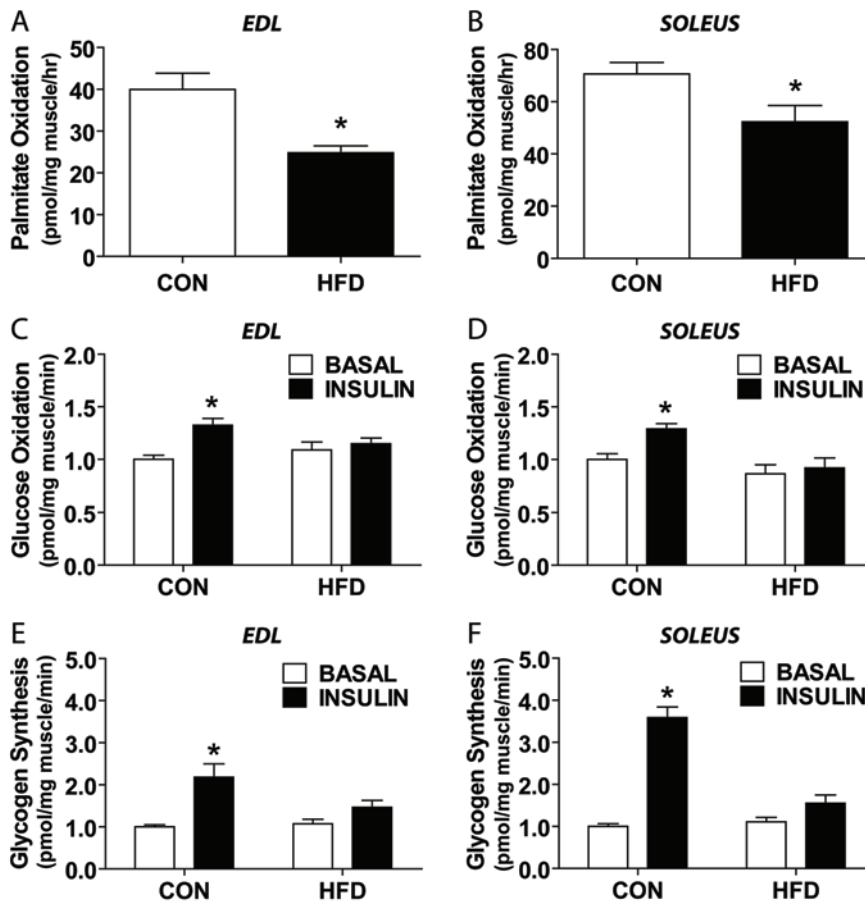 A
EDL
Palmitate Oxidation
(pmol/mg muscle/hr)
50
40
30
20
10
0
*
CON
HFD
B
SOLEUS
Palmitate Oxidation
(pmol/mg muscle/hr)
80
60
40
20
0
*
CON
HFD
C
EDL
Glucose Oxidation
(pmol/mg muscle/min)
2.0
1.5
1.0
0.5
0.0
BASAL
INSULIN
*
CON
HFD
D
SOLEUS
Glucose Oxidation
(pmol/mg muscle/min)
2.0
1.5
1.0
0.5
0.0
BASAL
INSULIN
*
CON
HFD
E
EDL
Glycogen Synthesis
(pmol/mg muscle/min)
5.0
4.0
3.0
2.0
1.0
0.0
BASAL
INSULIN
*
CON
HFD
F
SOLEUS
Glycogen Synthesis
(pmol/mg muscle/min)
5.0
4.0
3.0
2.0
1.0
0.0
BASAL
INSULIN
*
CON
HFD